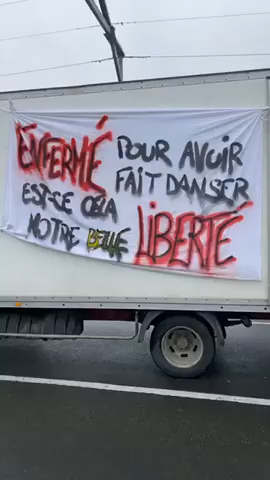 ENFERMÉ POUR AVOIR
FAIT DANSER
EST-CE CELA
NOTRE BELLE LIBERTÉ